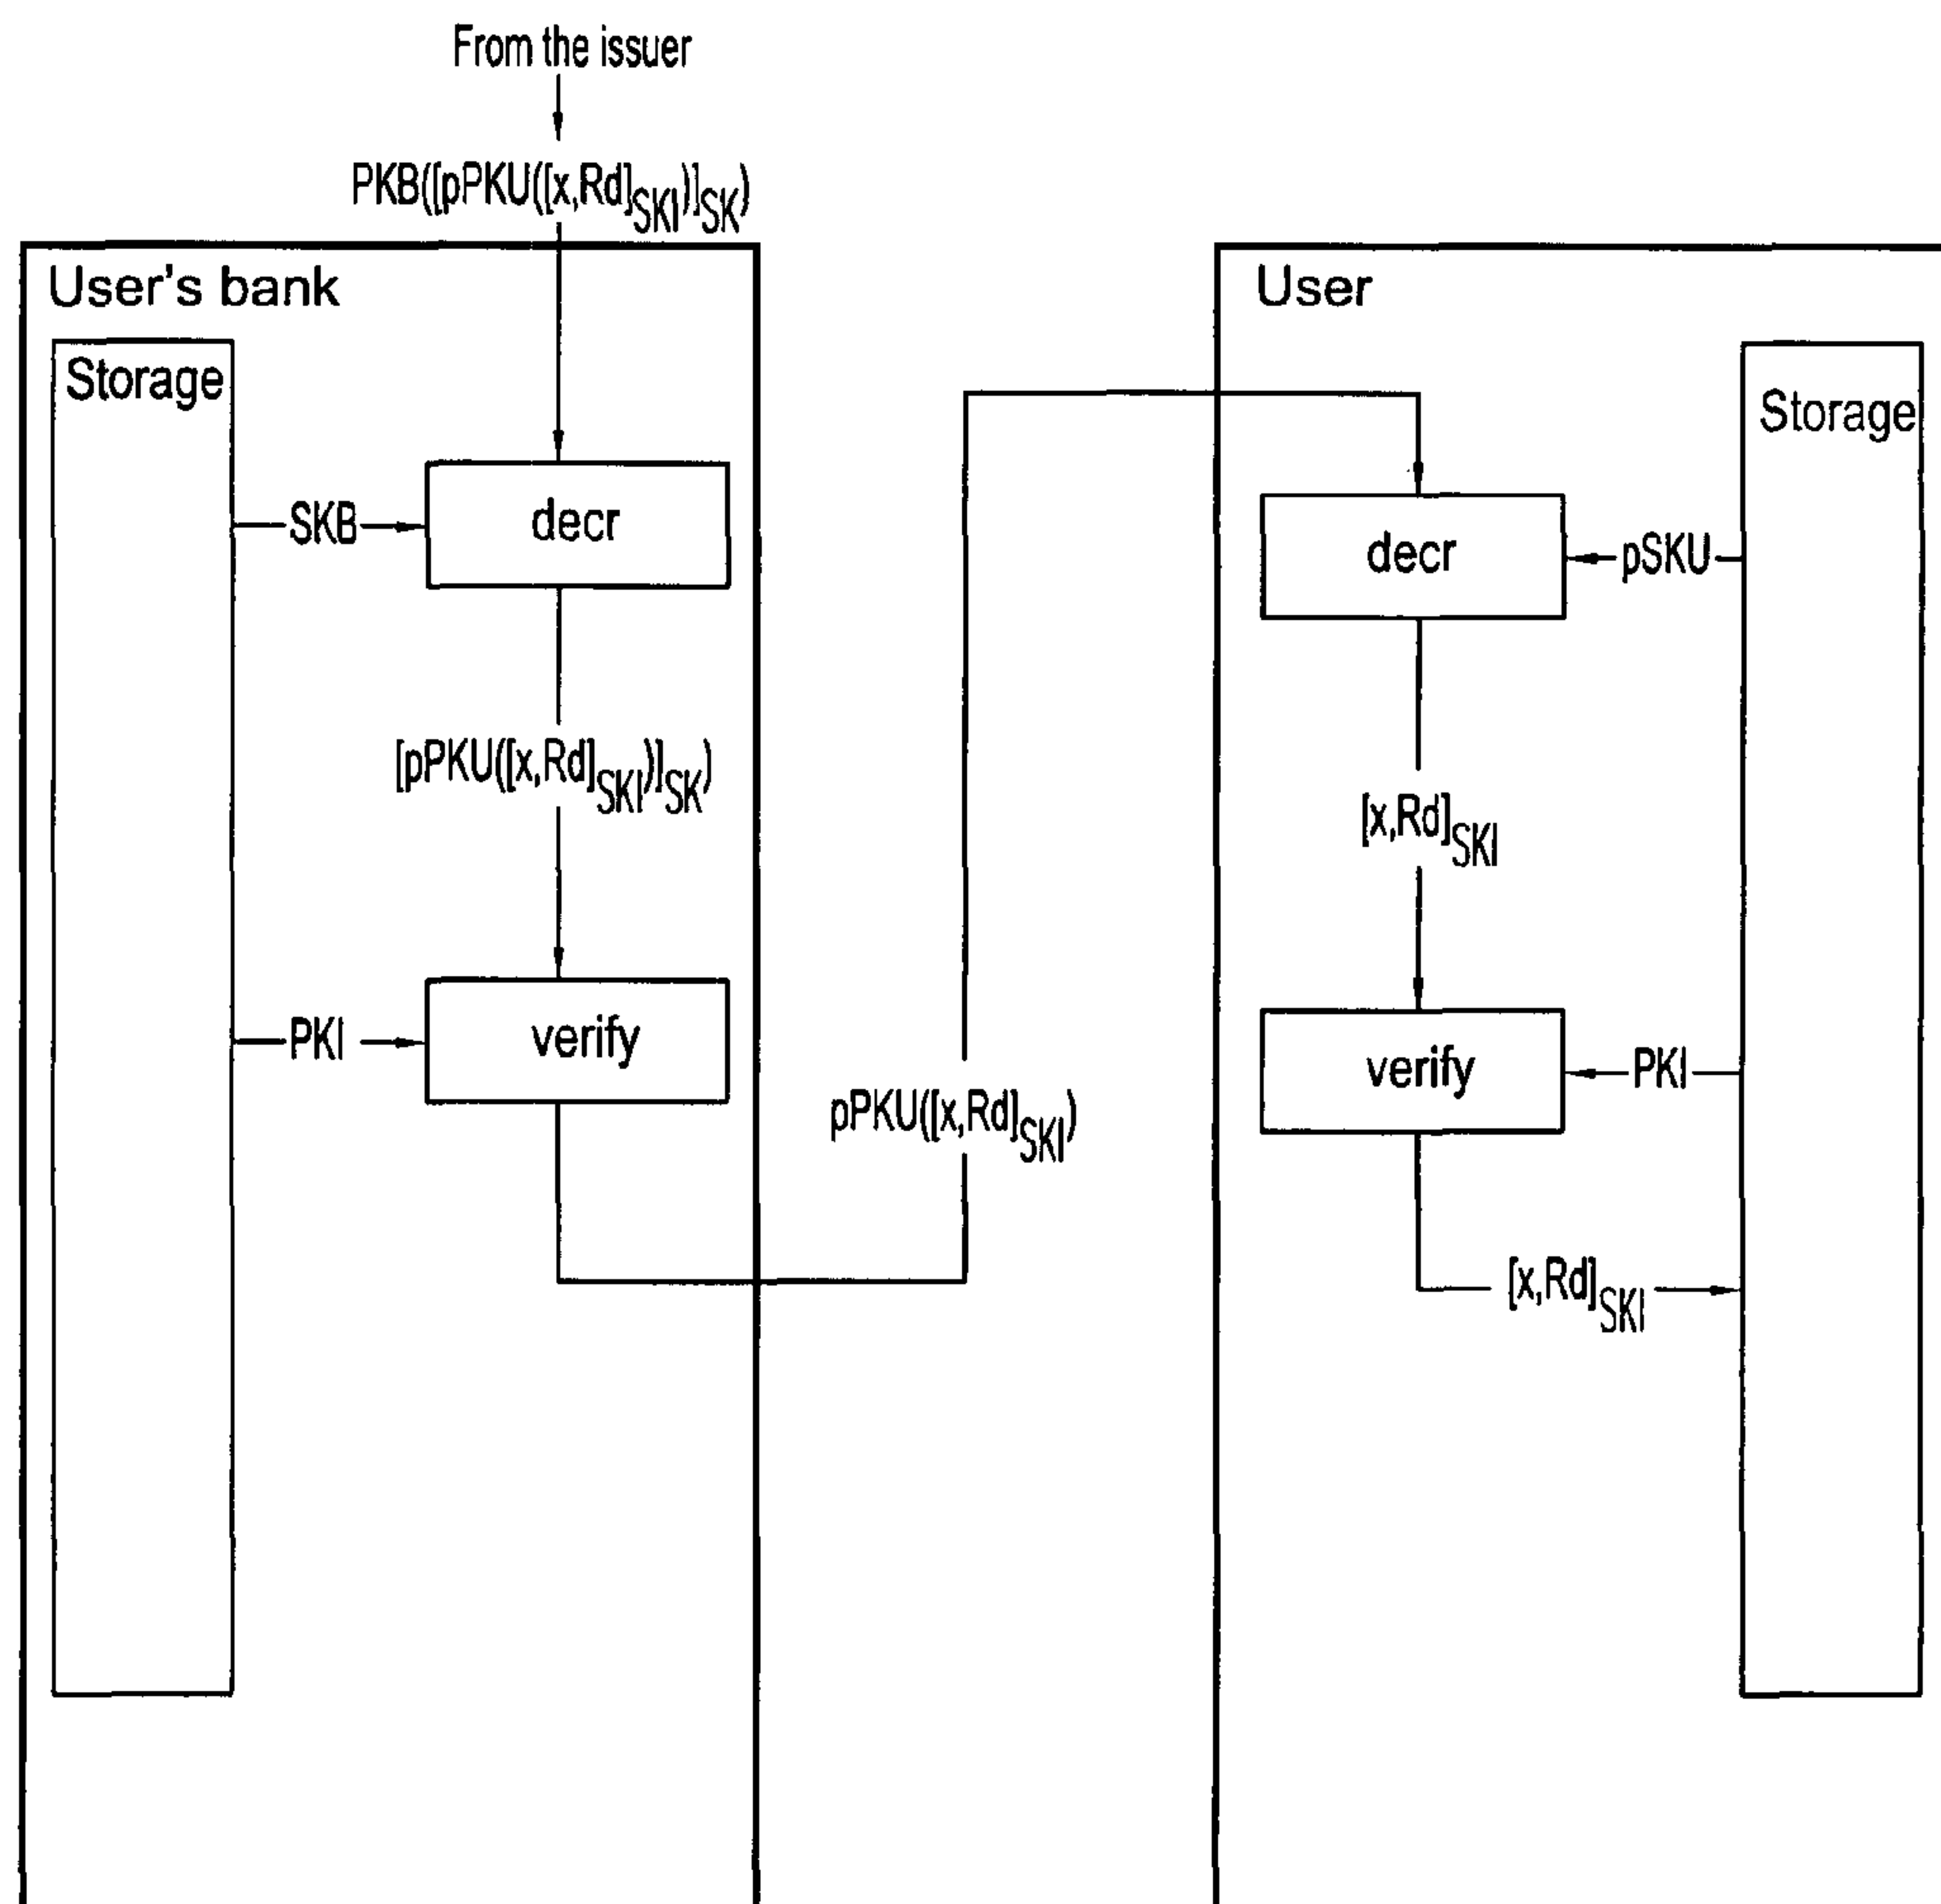 From the issuer
PKB([pPKU([x,Rd]SKI)]SK)
User's bank
Storage
SKB
decr
[pPKU([x,Rd]SKI)]SK)
PKI
verify
pPKU([x,Rd]SKI)
User
Storage
decr
pSKU
[x,Rd]SKI
verify
PKI
[x,Rd]SKI